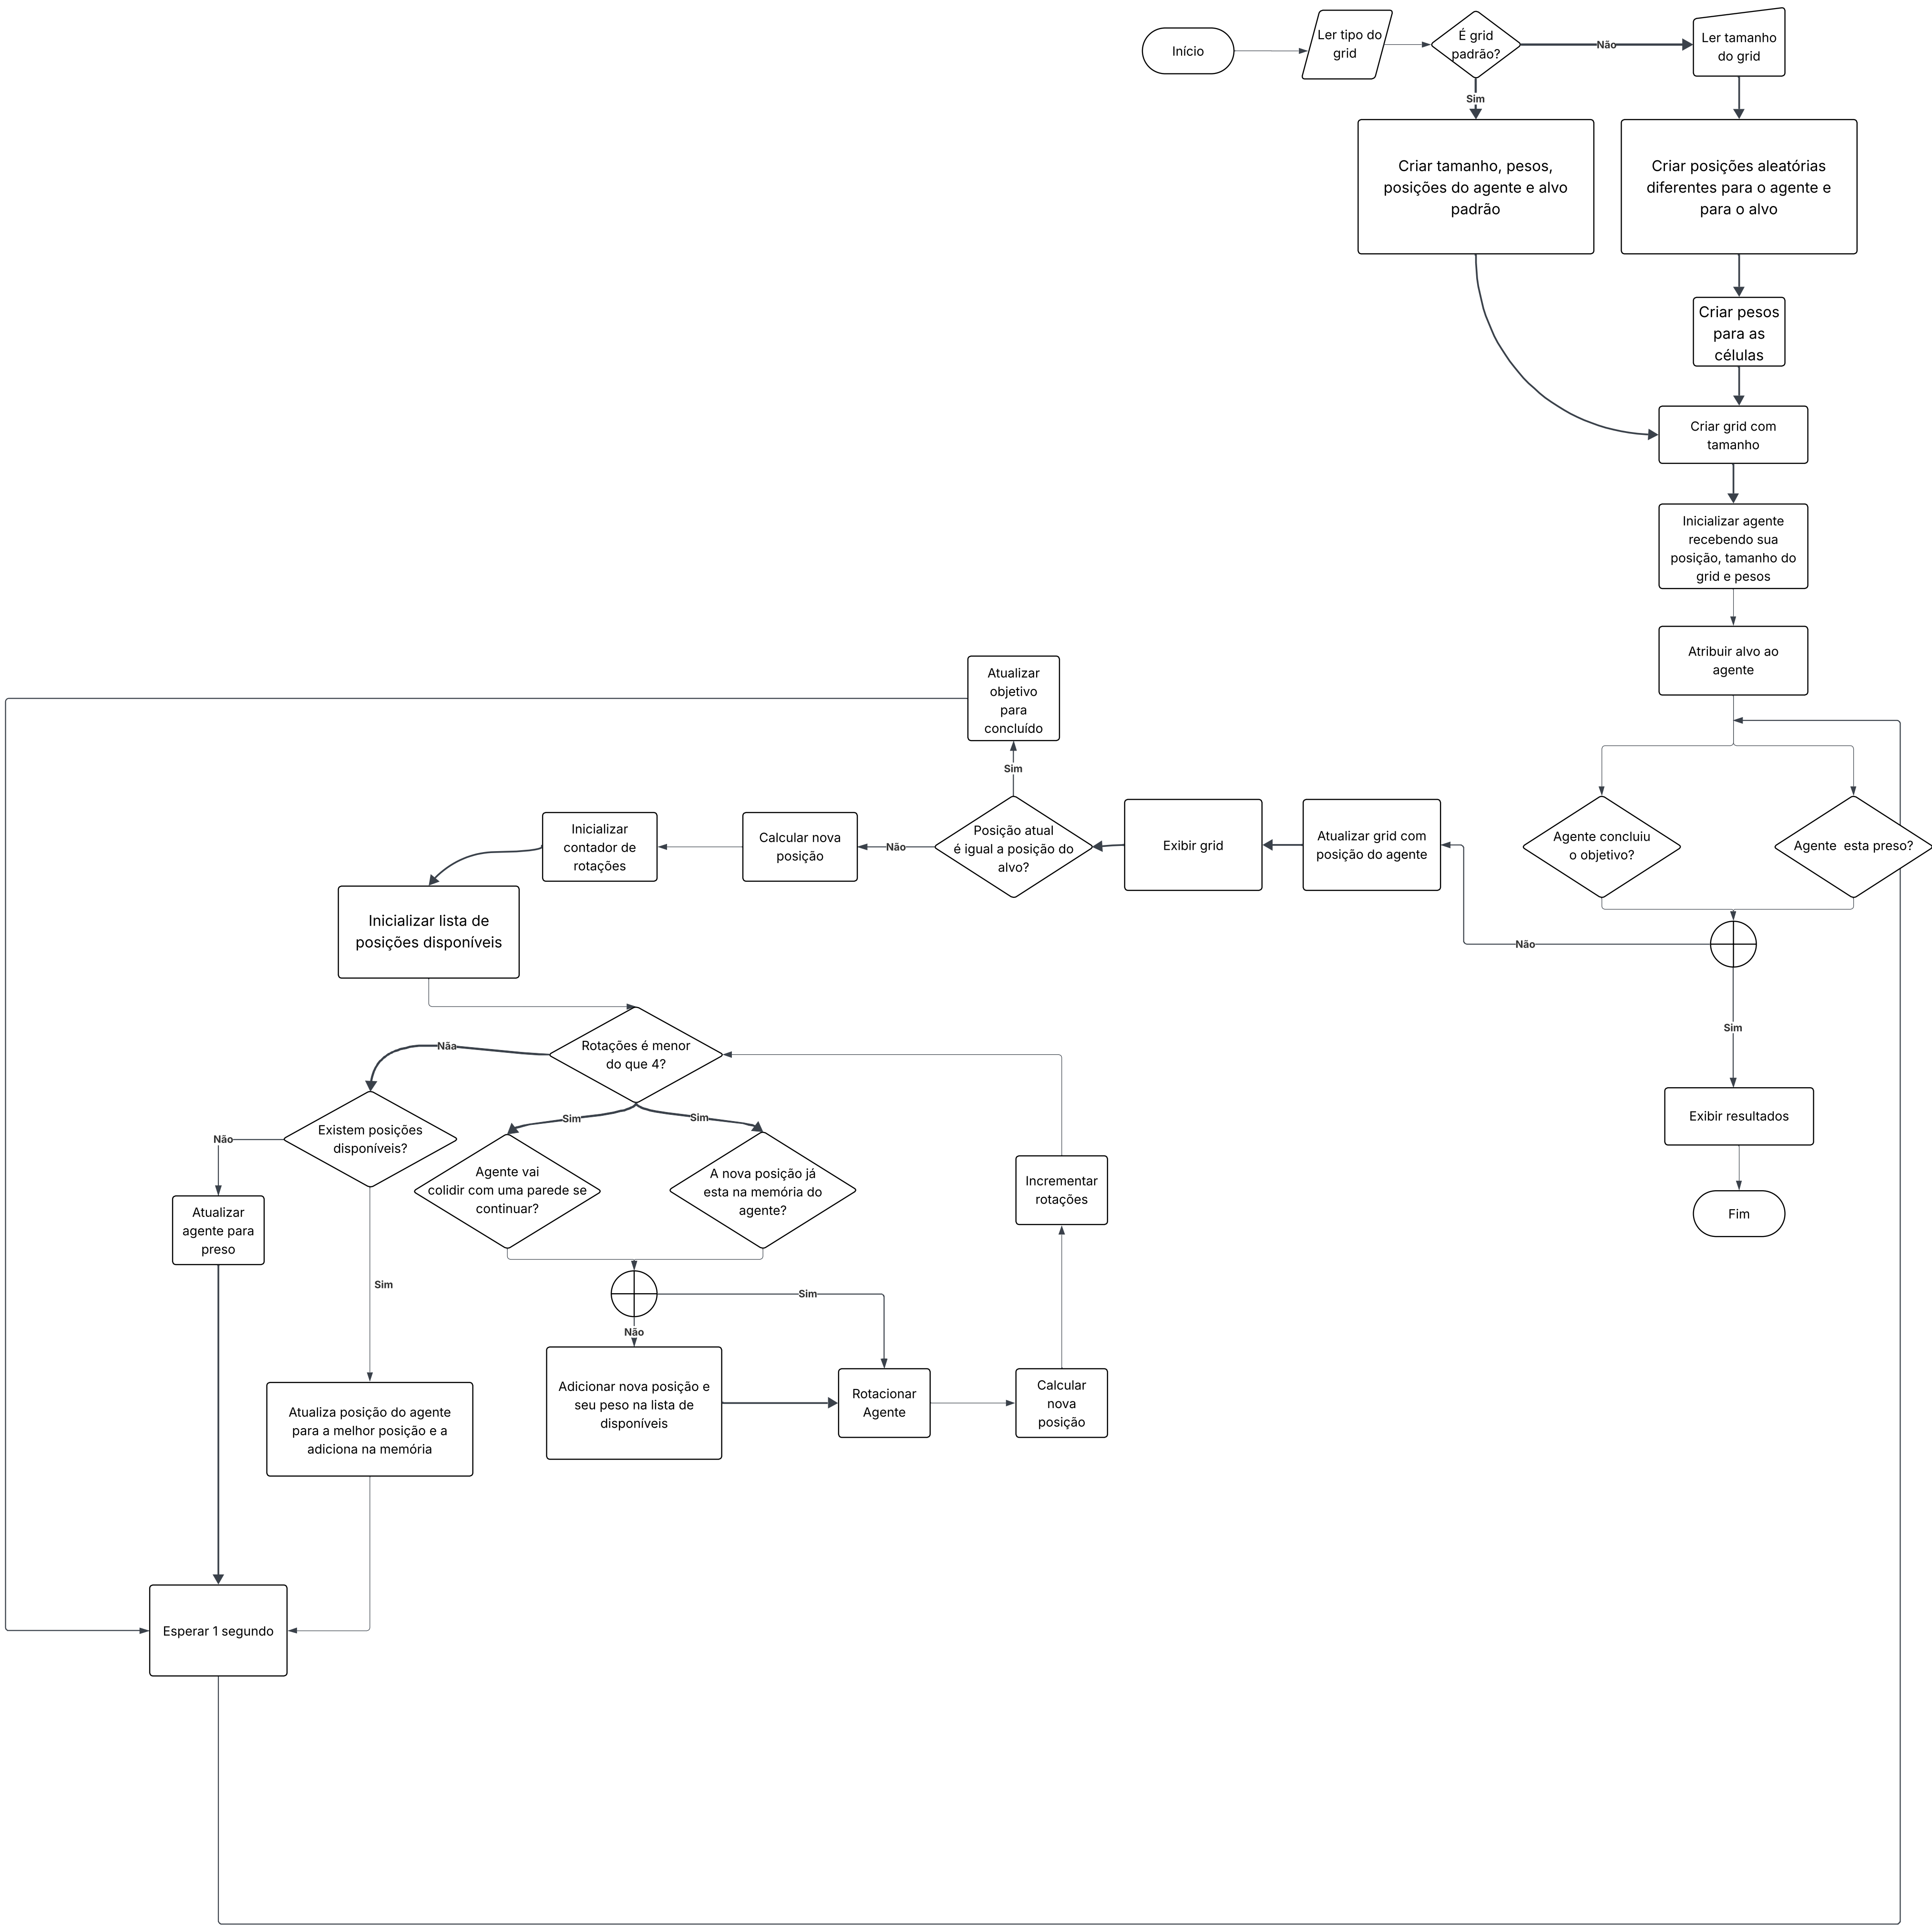 Início
Ler tipo do
grid
É grid
padrão?
Não
Ler tamanho
do grid
Sim
Criar tamanho, pesos,
posições do agente e alvo
padrão
Criar posições aleatórias
diferentes para o agente e
para o alvo
Criar pesos
para as
células
Criar grid com
tamanho
Inicializar agente
recebendo sua
posição, tamanho do
grid e pesos
Atribuir alvo ao
agente
Agente concluiu
o objetivo?
Agente esta preso?
Não
Sim
Exibir resultados
Fim
Atualizar grid com
posição do agente
Exibir grid
Posição atual
é igual a posição do
alvo?
Sim
Atualizar
objetivo
para
concluído
Não
Calcular nova
posição
Inicializar
contador de
rotações
Inicializar lista de
posições disponíveis
Rotações é menor
do que 4?
Nãa
Sim
Sim
Existem posições
disponíveis?
Não
Sim
Atualizar
agente para
preso
Atualiza posição do agente
para a melhor posição e a
adiciona na memória
Agente vai
colidir com uma parede se
continuar?
A nova posição já
esta na memória do
agente?
Sim
Não
Adicionar nova posição e
seu peso na lista de
disponíveis
Rotacionar
Agente
Calcular
nova
posição
Incrementar
rotações
Esperar 1 segundo